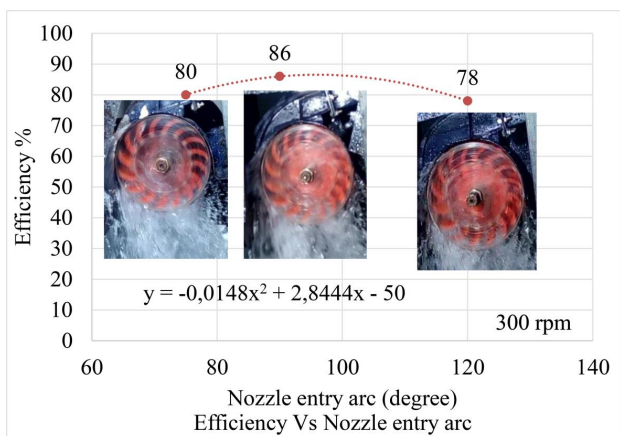 100
90
80
70
60
50
40
30
20
10
0
Efficiency %
80
86
78
y = -0,0148x² + 2,8444x - 50
300 rpm
60 80 100 120 140
Nozzle entry arc (degree)
Efficiency Vs Nozzle entry arc